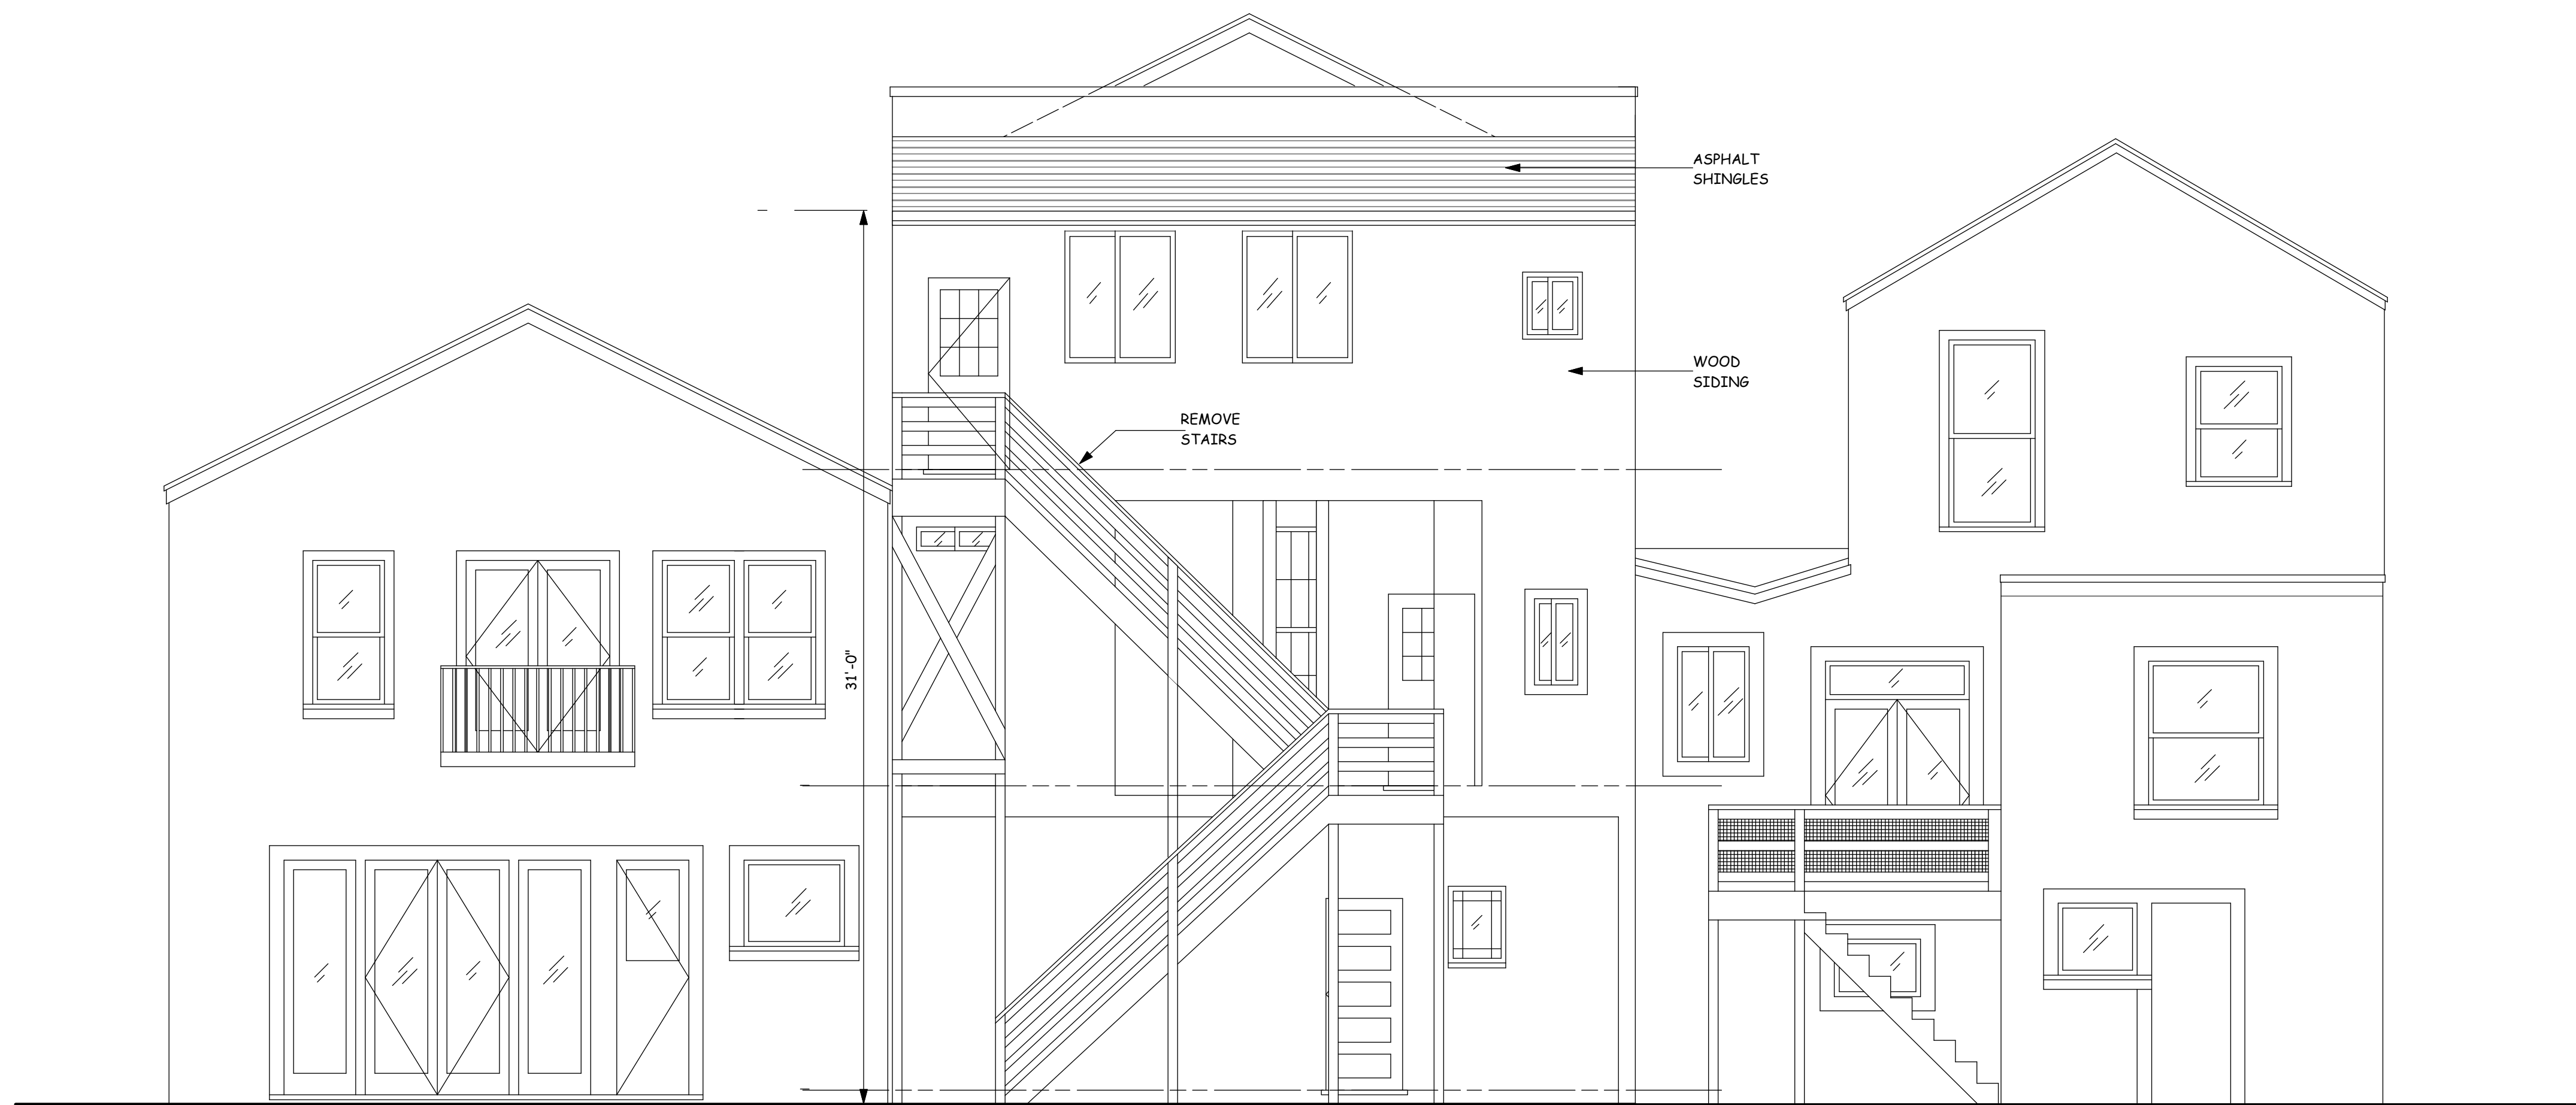 ASPHALT
SHINGLES
WOOD
SIDING
REMOVE
STAIRS
31'-0"